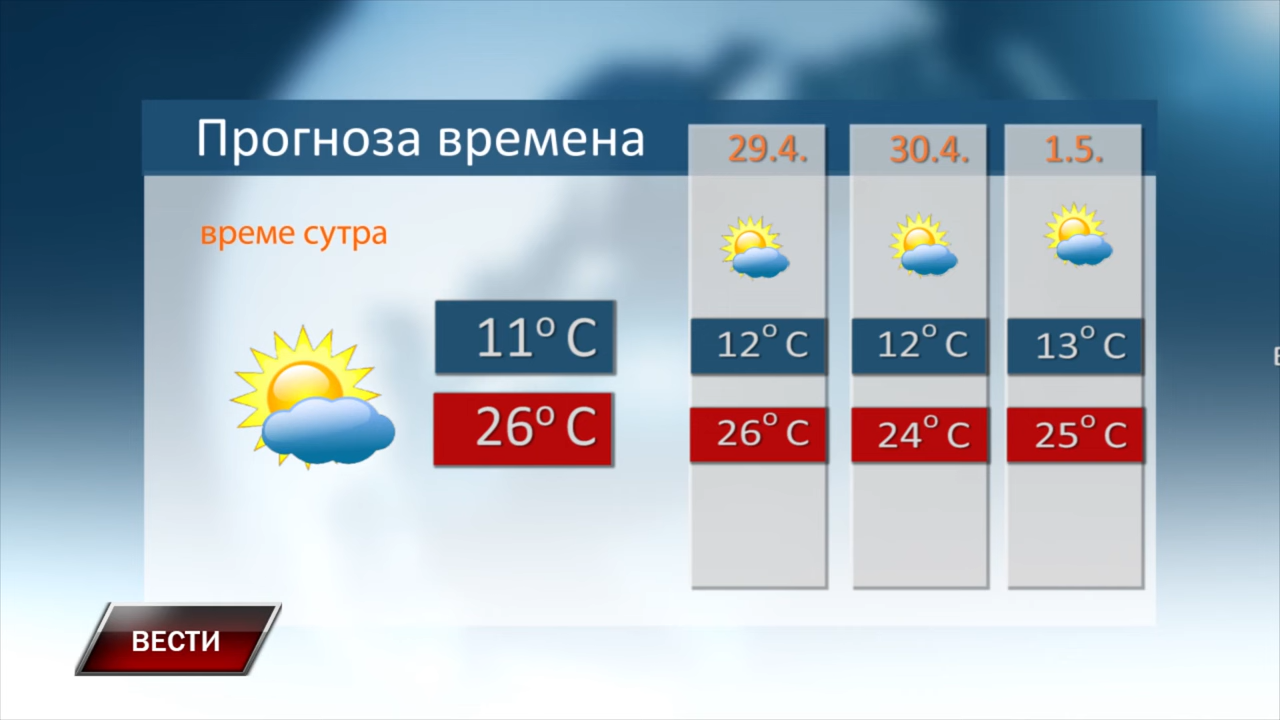 Прогноза времена
време сутра
11º C
26º C
29.4.
12º C
26º C
30.4.
12º C
24º C
1.5.
13º C
25º C
ВЕСТИ